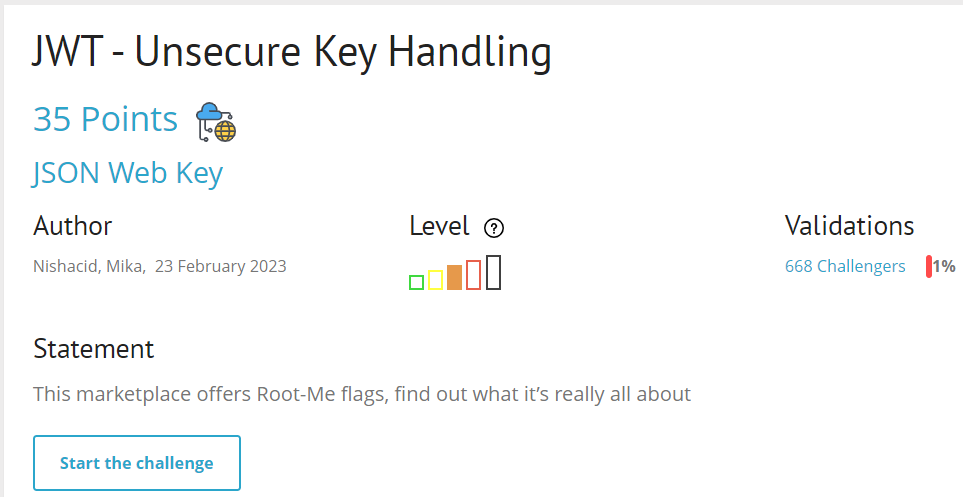 JWT - Unsecure Key Handling
35 Points
JSON Web Key
Author
Level ?
Validations
Nishacid, Mika, 23 February 2023
668 Challengers 1%
Statement
This marketplace offers Root-Me flags, find out what it’s really all about
Start the challenge